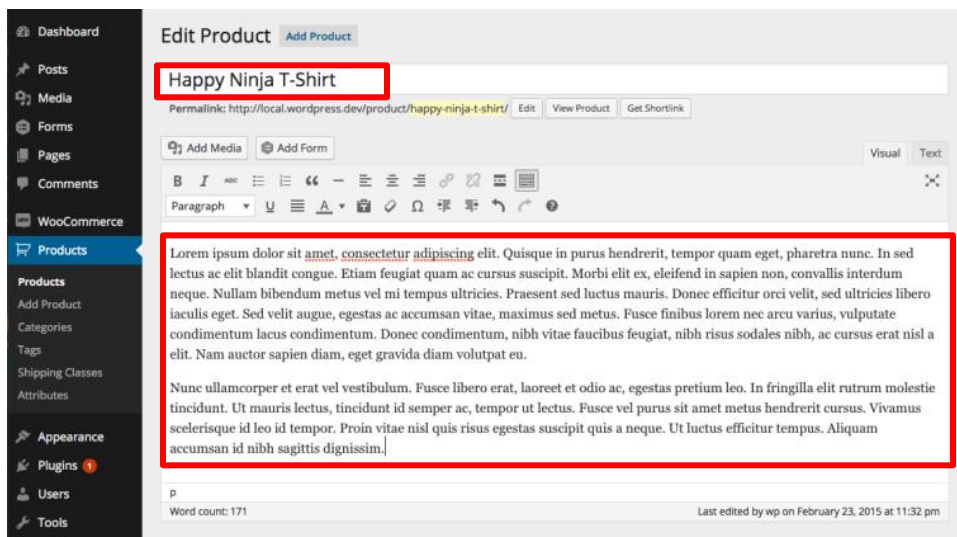 Dashboard
Posts
Media
Forms
Pages
Comments
WooCommerce
Products
Products
Add Product
Categories
Tags
Shipping Classes
Attributes
Appearance
Plugins 1
Users
Tools
Edit Product Add Product
Happy Ninja T-Shirt
Permalink: http://local.wordpress.dev/product/happy-ninja-t-shirt/ Edit View Product Get Shortlink
Add Media Add Form Visual Text
B I ABC
Paragraph U A Ω
Lorem ipsum dolor sit amet, consectetur adipiscing elit. Quisque in purus hendrerit, tempor quam eget, pharetra nunc. In sed
lectus ac elit blandit congue. Etiam feugiat quam ac cursus suscipit. Morbi elit ex, eleifend in sapien non, convallis interdum
neque. Nullam bibendum metus vel mi tempus ultricies. Praesent sed luctus mauris. Donec efficitur orci velit, sed ultricies libero
iaculis eget. Sed velit augue, egestas ac accumsan vitae, maximus sed metus. Fusce finibus lorem nec arcu varius, vulputate
condimentum lacus condimentum. Donec condimentum, nibh vitae faucibus feugiat, nibh risus sodales nibh, ac cursus erat nisl a
elit. Nam auctor sapien diam, eget gravida diam volutpat eu.
Nunc ullamcorper et erat vel vestibulum. Fusce libero erat, laoreet et odio ac, egestas pretium leo. In fringilla elit rutrum molestie
tincidunt. Ut mauris lectus, tincidunt id semper ac, tempor ut lectus. Fusce vel purus sit amet metus hendrerit cursus. Vivamus
scelerisque id leo id tempor. Proin vitae nisl quis risus egestas suscipit quis a neque. Ut luctus efficitur tempus. Aliquam
accumsan id nibh sagittis dignissim.
p
Word count: 171 Last edited by wp on February 23, 2015 at 11:32 pm